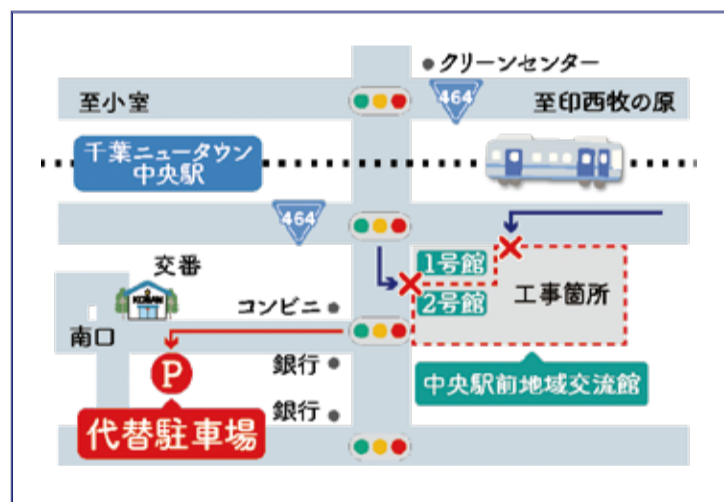 クリーンセンター
至小室
464
至印西牧の原
千葉ニュータウン
中央駅
464
交番
KOBAN
1号館
2号館
工事箇所
コンビニ
南口
銀行
中央駅前地域交流館
P
銀行
代替駐車場